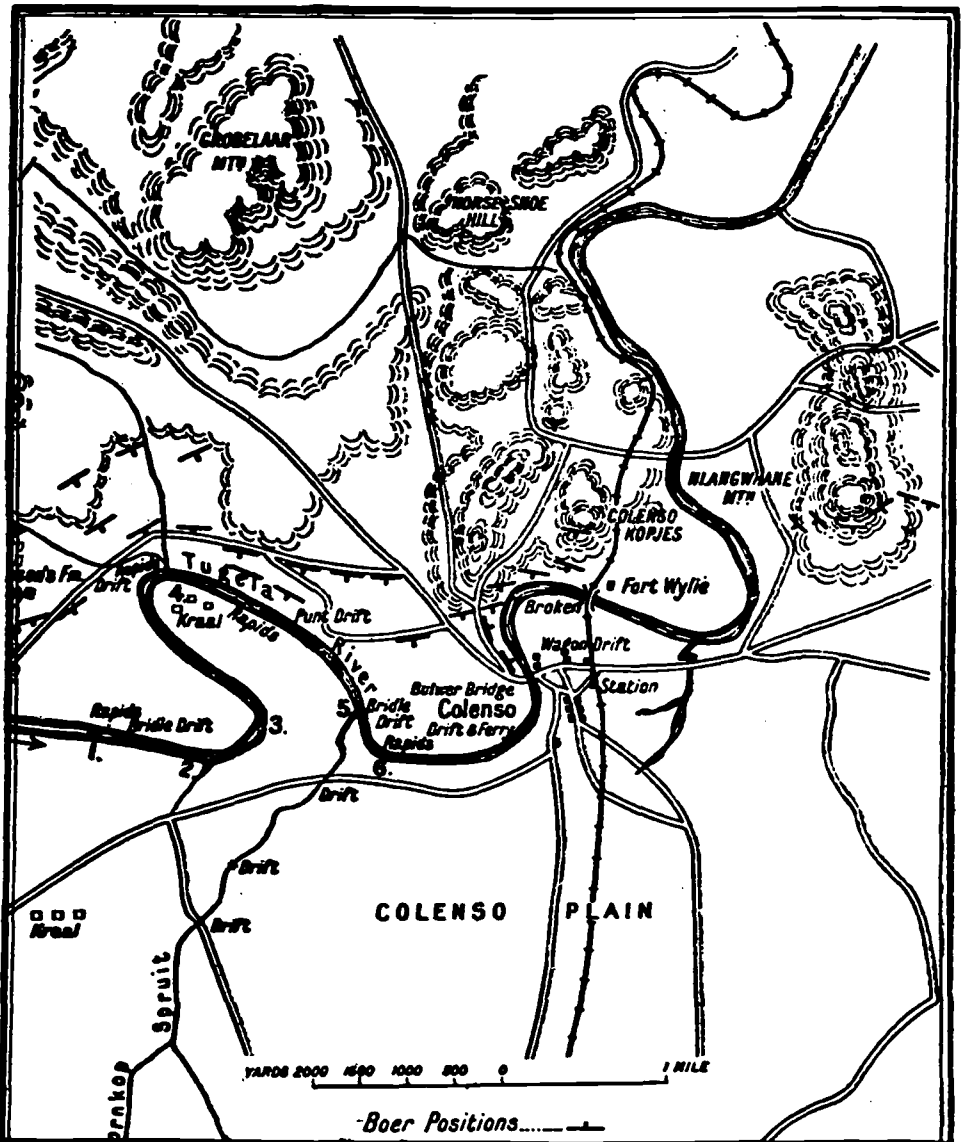 GROBELAAR
MTN
HORSESHOE
HILL
HLANGWHANE
MTN
COLENSO
KOPJES
Fort Wylie
Broken
Tugela
River
Drift
4.
Kraal
Rapids
Punt Drift
Wagon Drift
Station
Bulwer Bridge
Colenso
Drift & Ferry
5.
Bridle
Drift
Rapids
Bridle Drift
3.
1.
2.
Rapids
6.
Drift
Drift
Drift
Kraal
COLENSO PLAIN
Spruit
YARDS 2000 1500 1000 500 0 1 MILE
Boer Positions